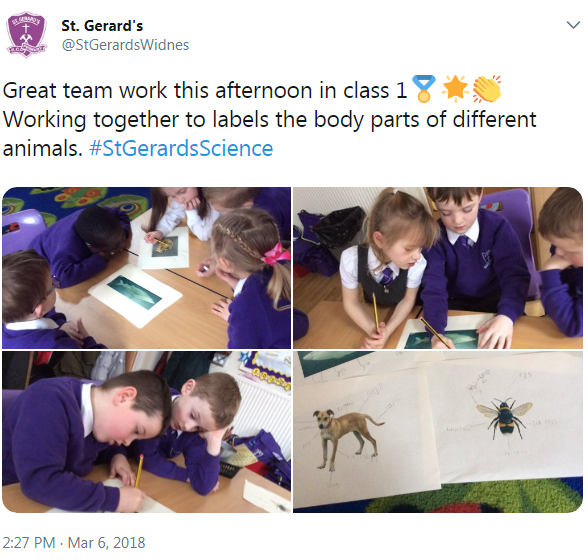 St. Gerard's
@StGerardsWidnes
Great team work this afternoon in class 1
Working together to labels the body parts of different
animals. #StGerardsScience
2:27 PM · Mar 6, 2018